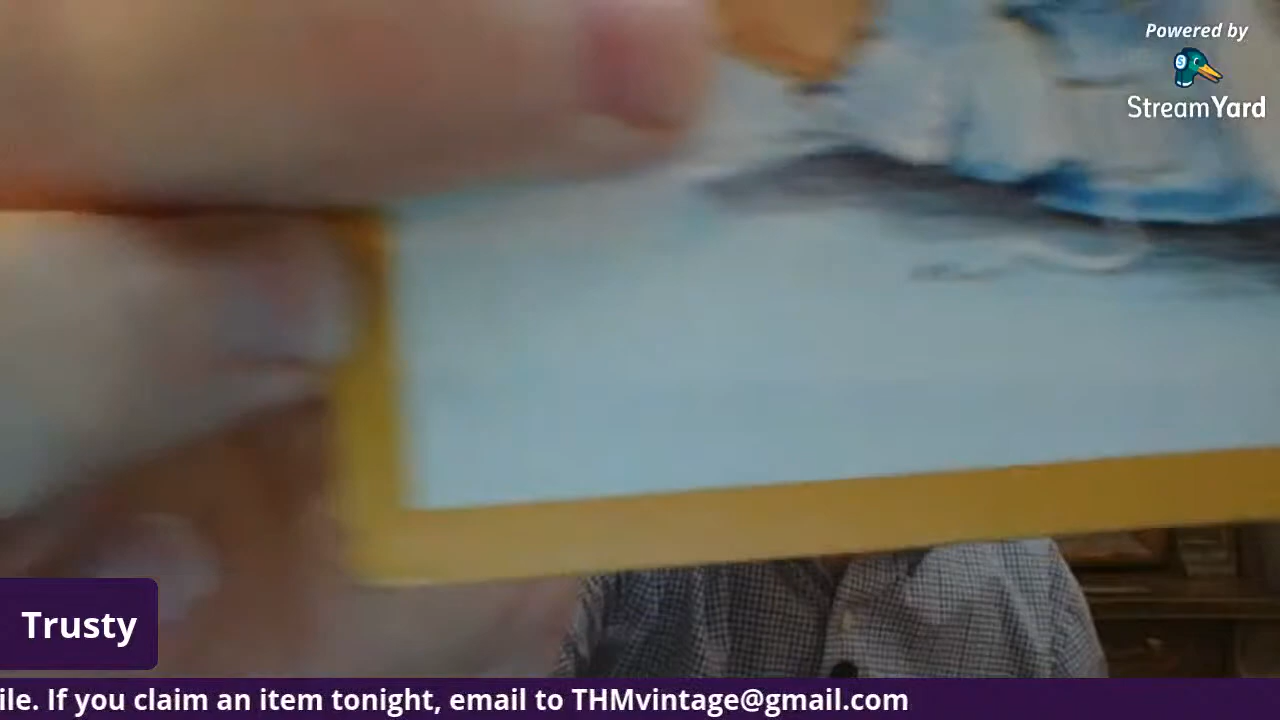 Powered by
StreamYard
Trusty
ile. If you claim an item tonight, email to THMvintage@gmail.com